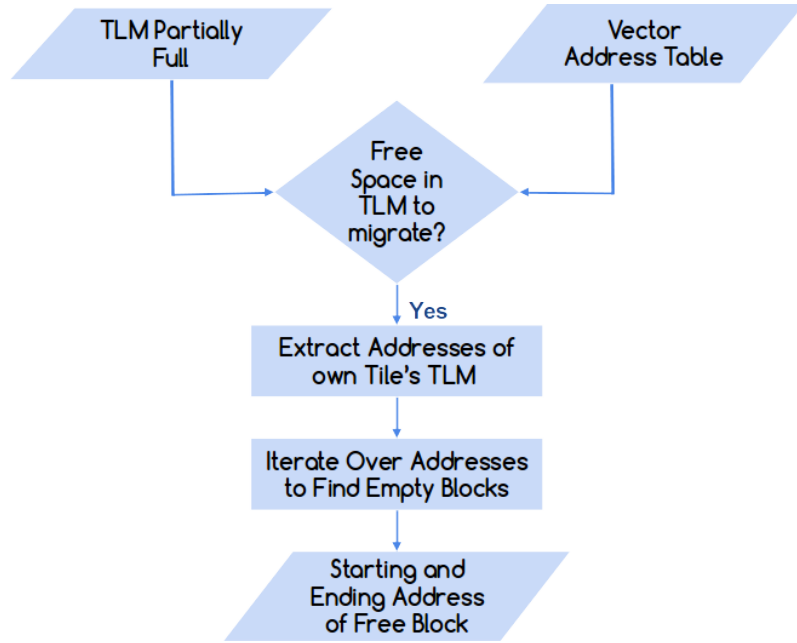 TLM Partially
Full
Vector
Address Table
Free
Space in
TLM to
migrate?
Yes
Extract Addresses of
own Tile's TLM
Iterate Over Addresses
to Find Empty Blocks
Starting and
Ending Address
of Free Block